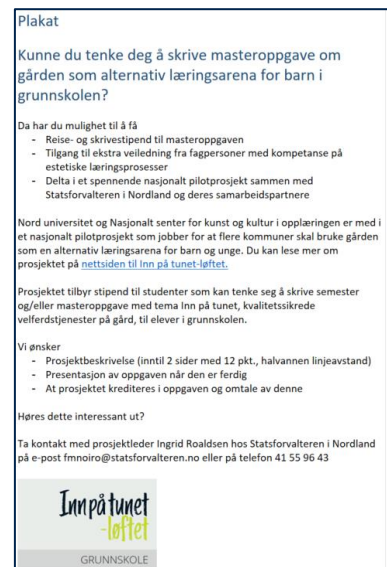 Plakat
Kunne du tenke deg å skrive masteroppgave om
gården som alternativ læringsarena for barn i
grunnskolen?
Da har du mulighet til å få
- Reise- og skrivestipend til masteroppgaven
- Tilgang til ekstra veiledning fra fagpersoner med kompetanse på
estetiske læringsprosesser
- Delta i et spennende nasjonalt pilotprosjekt sammen med
Statsforvalteren i Nordland og deres samarbeidspartnere
Nord universitet og Nasjonalt senter for kunst og kultur i opplæringen er med i
et nasjonalt pilotprosjekt som jobber for at flere kommuner skal bruke gården
som en alternativ læringsarena for barn og unge. Du kan lese mer om
prosjektet på nettsiden til Inn på tunet-løftet.
Prosjektet tilbyr stipend til studenter som kan tenke seg å skrive semester
og/eller masteroppgave med tema Inn på tunet, kvalitetssikrede
velferdstjenester på gård, til elever i grunnskolen.
Vi ønsker
- Prosjektbeskrivelse (inntil 2 sider med 12 pkt., halvannen linjeavstand)
- Presentasjon av oppgaven når den er ferdig
- At prosjektet krediteres i oppgaven og omtale av denne
Høres dette interessant ut?
Ta kontakt med prosjektleder Ingrid Roaldsen hos Statsforvalteren i Nordland
på e-post fmnoiro@statsforvalteren.no eller på telefon 41 55 96 43
Inn på tunet
-løftet
GRUNNSKOLE